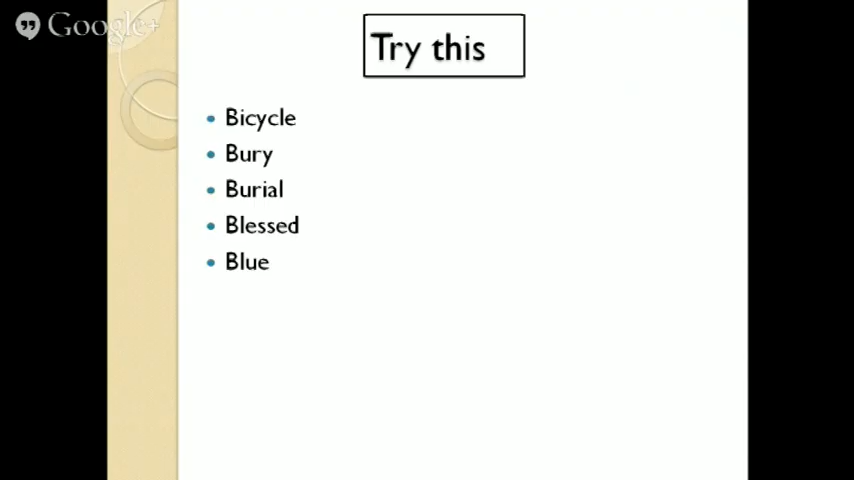 Google+
Try this
Bicycle
Bury
Burial
Blessed
Blue